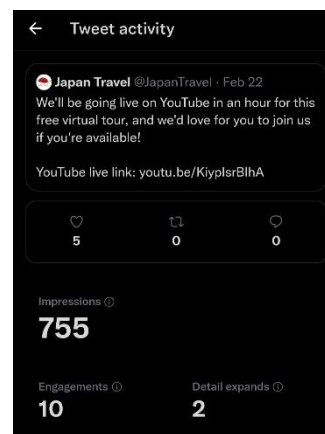 Tweet activity
Japan Travel @JapanTravel · Feb 22
We'll be going live on YouTube in an hour for this
free virtual tour, and we'd love for you to join us
if you're available!
YouTube live link: youtu.be/KiypIsrBIhA
5 0 0
Impressions
755
Engagements Detail expands
10 2